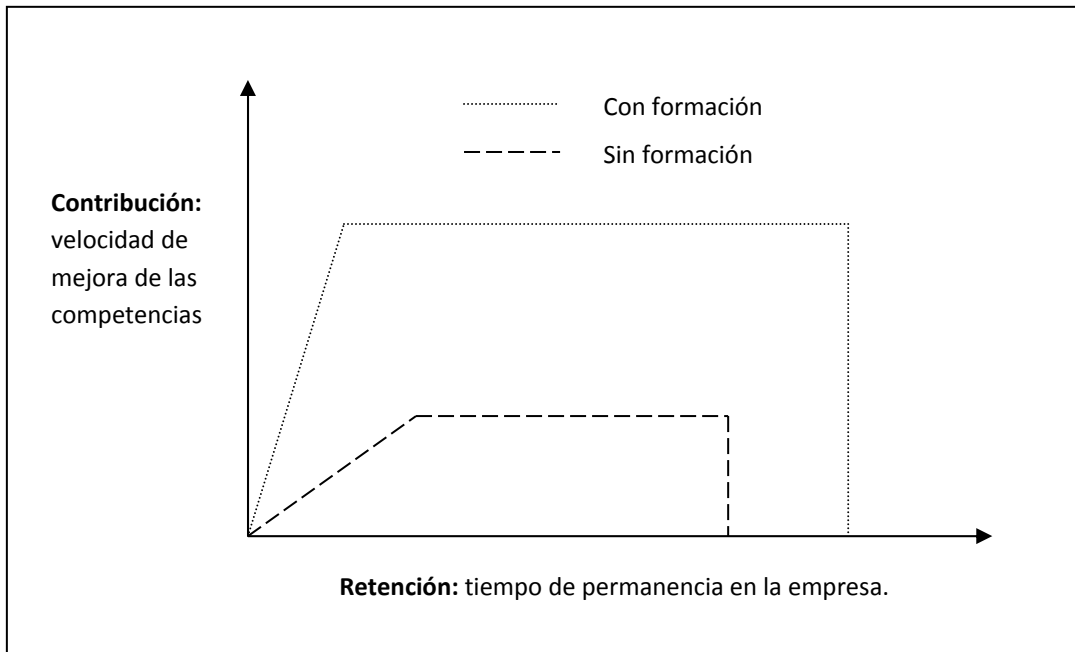 Con formación
Sin formación
Contribución:
velocidad de
mejora de las
competencias
Retención: tiempo de permanencia en la empresa.